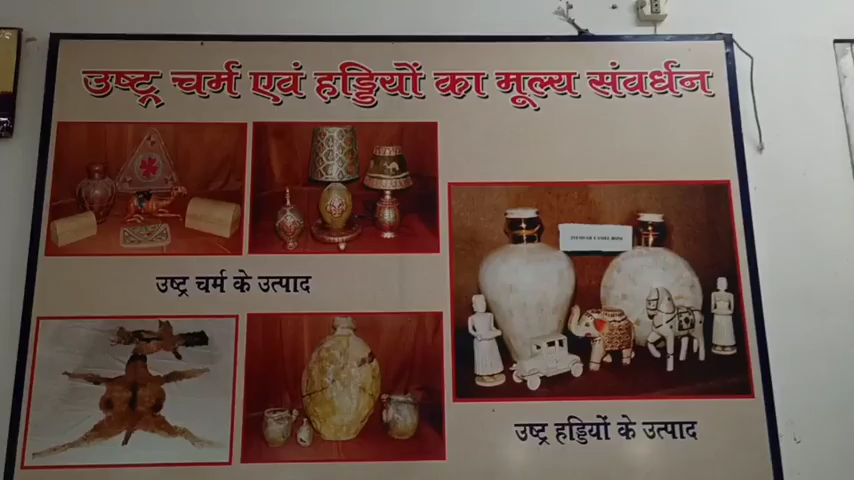 उष्ट्र चर्म एवं हड्डियों का मूल्य संवर्धन
उष्ट्र चर्म के उत्पाद
उष्ट्र हड्डियों के उत्पाद